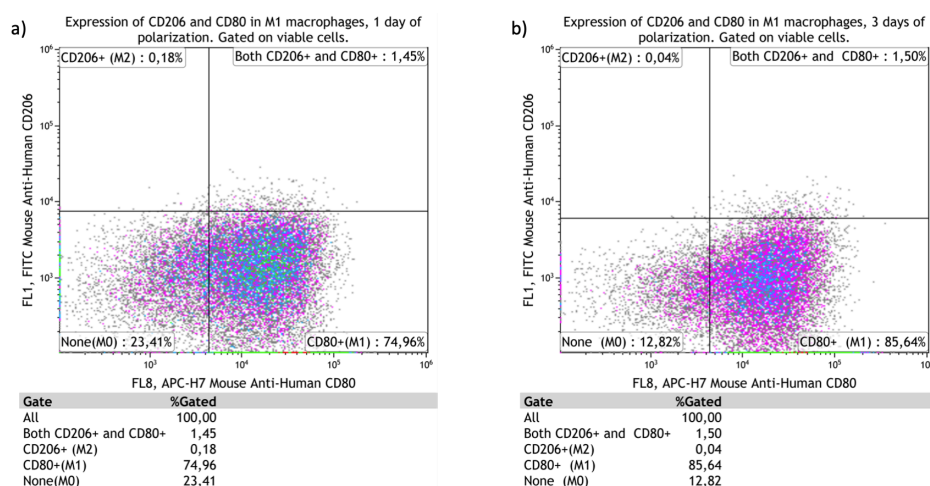 a)
Expression of CD206 and CD80 in M1 macrophages, 1 day of
polarization. Gated on viable cells.
10⁶
CD206+ (M2) : 0,18%
Both CD206+ and CD80+ : 1,45%
10⁵
10⁴
10³
FL1, FITC Mouse Anti-Human CD206
None(M0) : 23,41%
CD80+(M1) : 74,96%
10³
10⁴
10⁵
10⁶
FL8, APC-H7 Mouse Anti-Human CD80
Gate %Gated
All 100,00
Both CD206+ and CD80+ 1,45
CD206+ (M2) 0,18
CD80+(M1) 74,96
None(M0) 23,41
b)
Expression of CD206 and CD80 in M1 macrophages, 3 days of
polarization. Gated on viable cells.
10⁶
CD206+(M2) : 0,04%
Both CD206+ and CD80+ : 1,50%
10⁵
10⁴
10³
FL1, FITC Mouse Anti-Human CD206
None (M0) : 12,82%
CD80+ (M1) : 85,64%
10³
10⁴
10⁵
10
FL8, APC-H7 Mouse Anti-Human CD80
Gate %Gated
All 100,00
Both CD206+ and CD80+ 1,50
CD206+(M2) 0,04
CD80+ (M1) 85,64
None (M0) 12,82